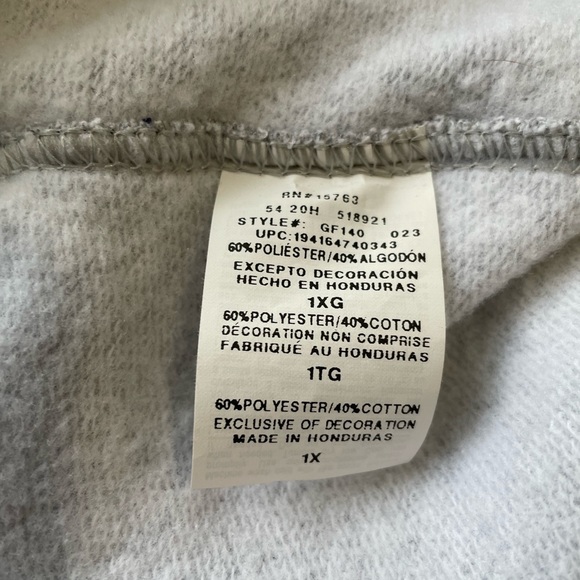 RN#15763
54 20H 518921
STYLE#: GF140 023
UPC:194164740343
60%POLIÉSTER/40%ALGODÓN
EXCEPTO DECORACIÓN
HECHO EN HONDURAS
1XG
60%POLYESTER/40%COTON
DÉCORATION NON COMPRISE
FABRIQUÉ AU HONDURAS
1TG
60%POLYESTER/40%COTTON
EXCLUSIVE OF DECORATION
MADE IN HONDURAS
1X